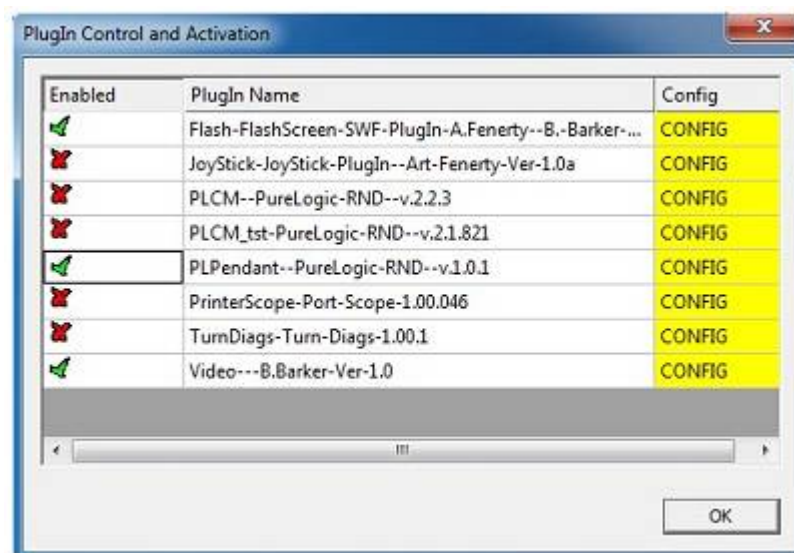 PlugIn Control and Activation
Enabled PlugIn Name Config
Flash-FlashScreen-SWF-PlugIn-A.Fenerty--B.-Barker-... CONFIG
JoyStick-JoyStick-PlugIn--Art-Fenerty-Ver-1.0a CONFIG
PLCM--PureLogic-RND--v.2.2.3 CONFIG
PLCM_tst-PureLogic-RND--v.2.1.821 CONFIG
PLPendant--PureLogic-RND--v.1.0.1 CONFIG
PrinterScope-Port-Scope-1.00.046 CONFIG
TurnDiags-Turn-Diags-1.00.1 CONFIG
Video---B.Barker-Ver-1.0 CONFIG
OK